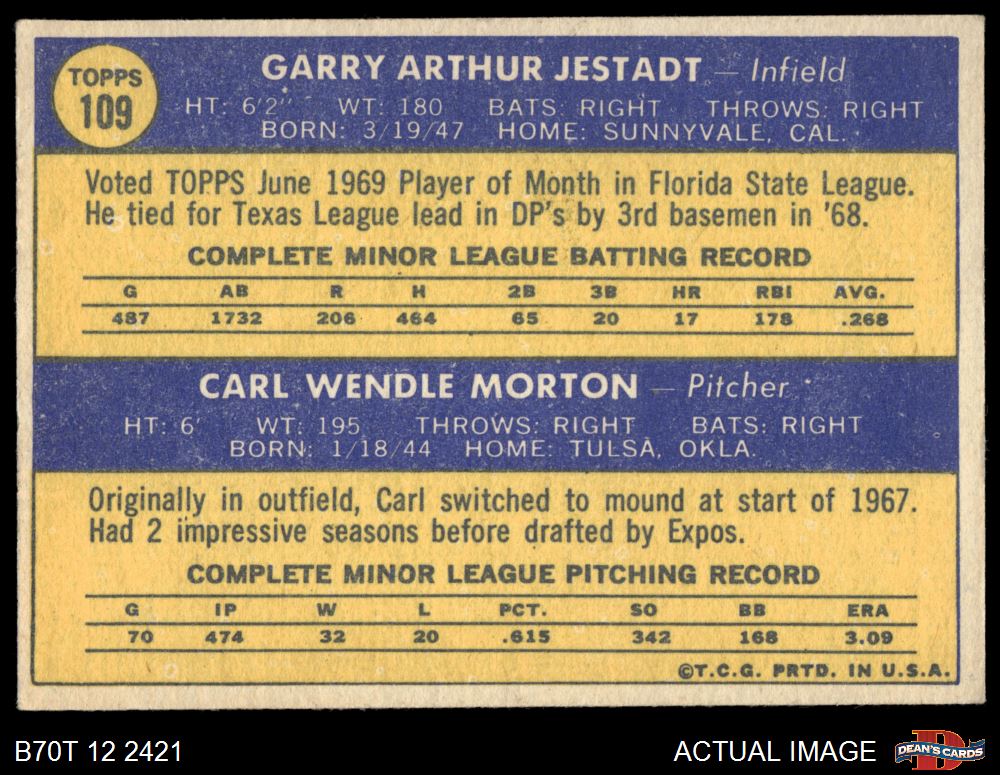 TOPPS
109
GARRY ARTHUR JESTADT — Infield
HT: 6'2" WT: 180 BATS: RIGHT THROWS: RIGHT
BORN: 3/19/47 HOME: SUNNYVALE, CAL.
Voted TOPPS June 1969 Player of Month in Florida State League.
He tied for Texas League lead in DP's by 3rd basemen in '68.
COMPLETE MINOR LEAGUE BATTING RECORD
G AB R H 2B 3B HR RBI AVG.
487 1732 206 464 65 20 17 178 .268
CARL WENDLE MORTON — Pitcher
HT: 6' WT: 195 THROWS: RIGHT BATS: RIGHT
BORN: 1/18/44 HOME: TULSA, OKLA.
Originally in outfield, Carl switched to mound at start of 1967.
Had 2 impressive seasons before drafted by Expos.
COMPLETE MINOR LEAGUE PITCHING RECORD
G IP W L PCT. SO BB ERA
70 474 32 20 .615 342 168 3.09
©T.C.G. PRTD. IN U.S.A.
B70T 12 2421
ACTUAL IMAGE
D
DEAN'S CARDS